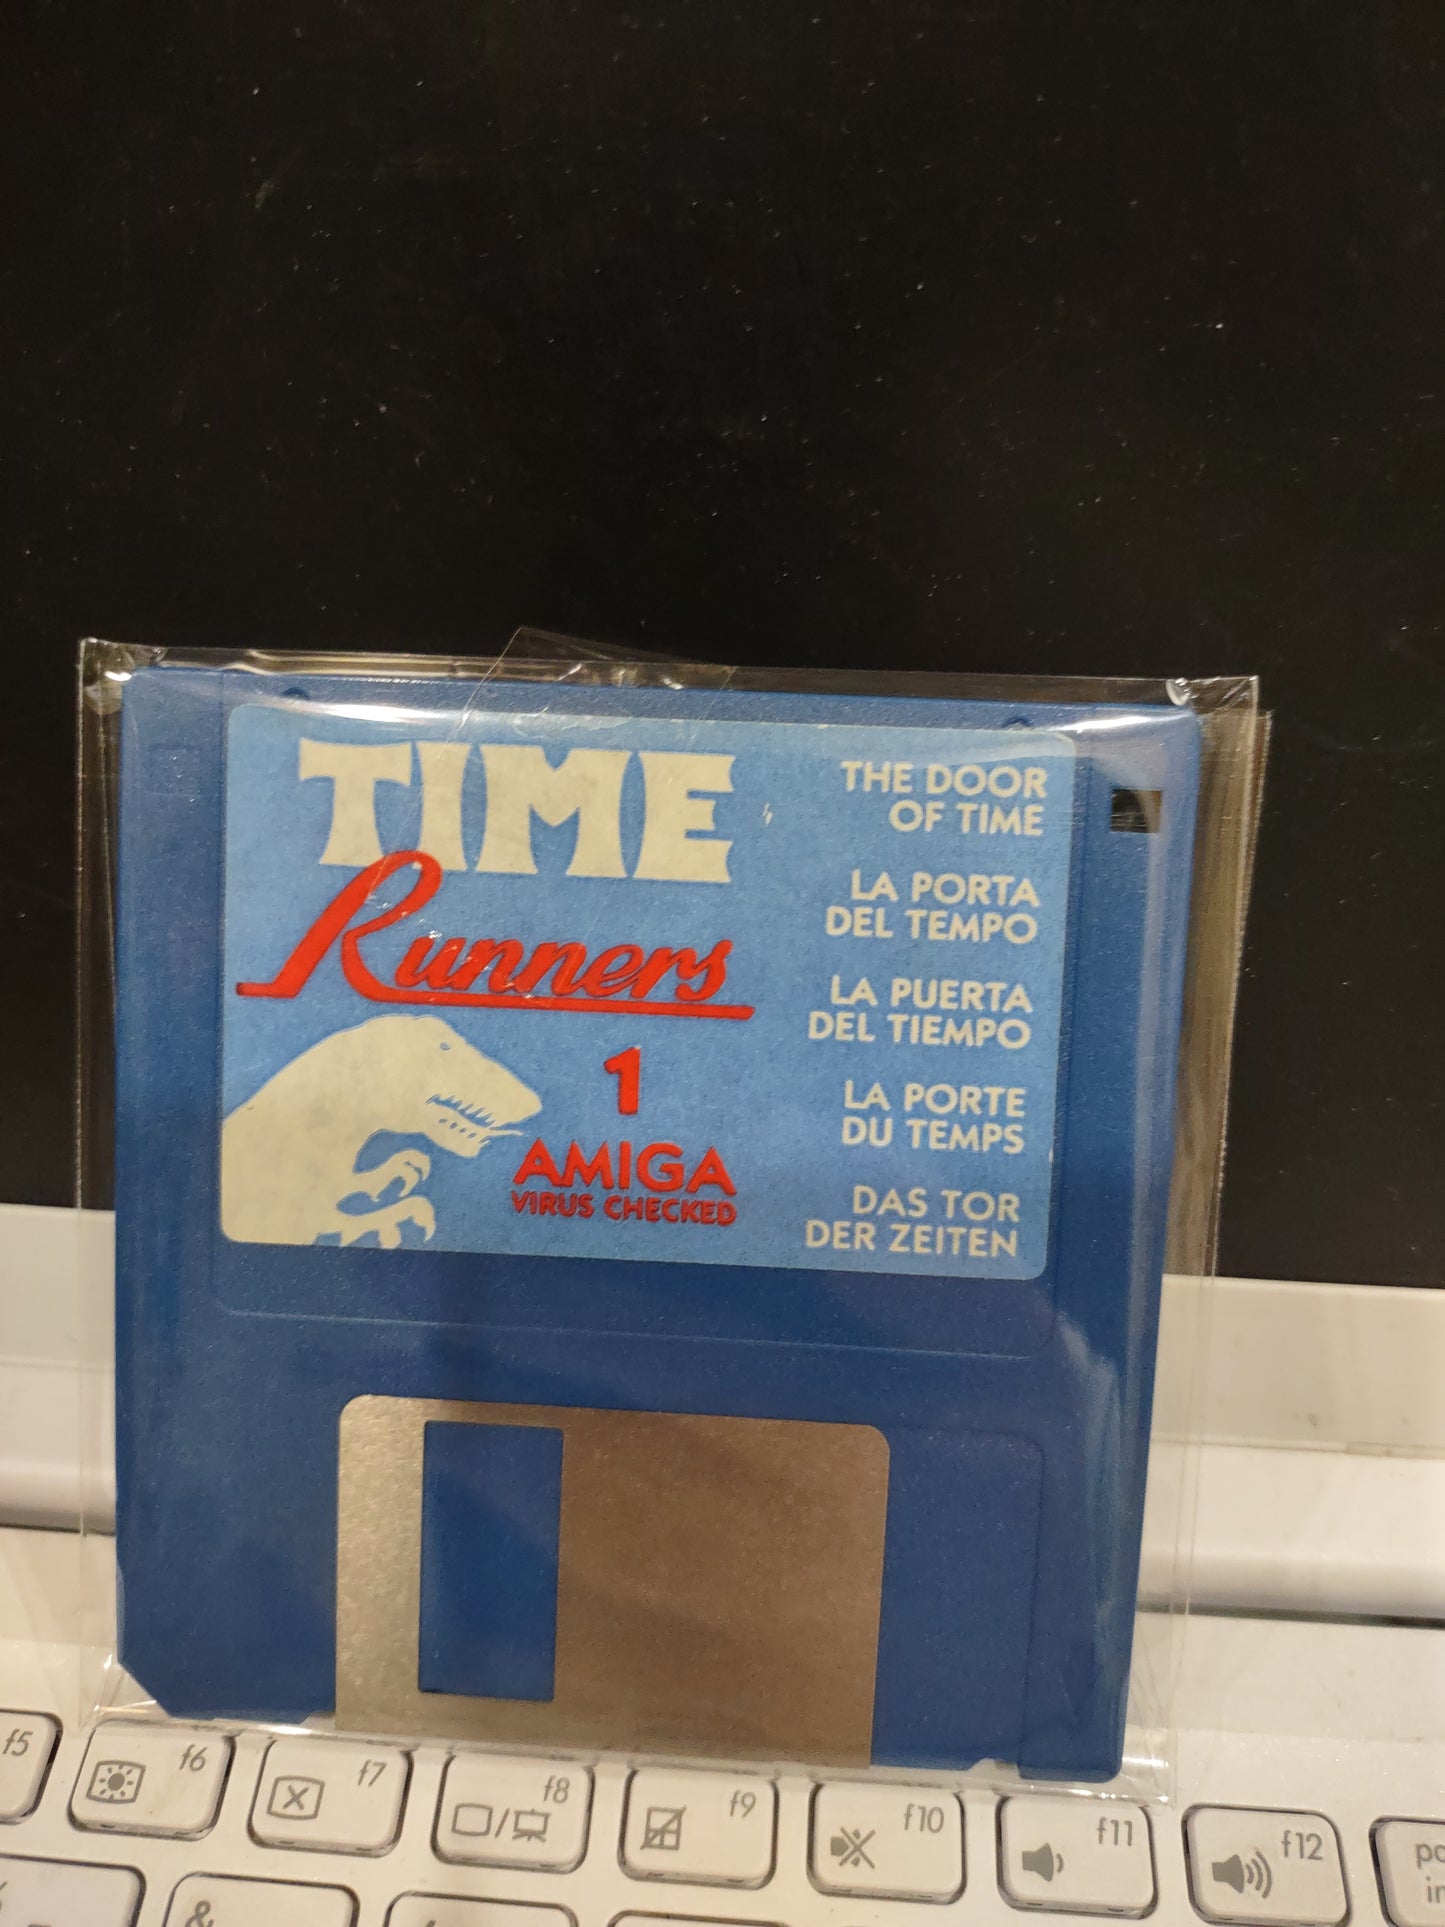 TIME
Runners
1
AMIGA
VIRUS CHECKED
THE DOOR
OF TIME
LA PORTA
DEL TEMPO
LA PUERTA
DEL TIEMPO
LA PORTE
DU TEMPS
DAS TOR
DER ZEITEN
f5
f6
f7
f8
f9
f10
f11
f12
&